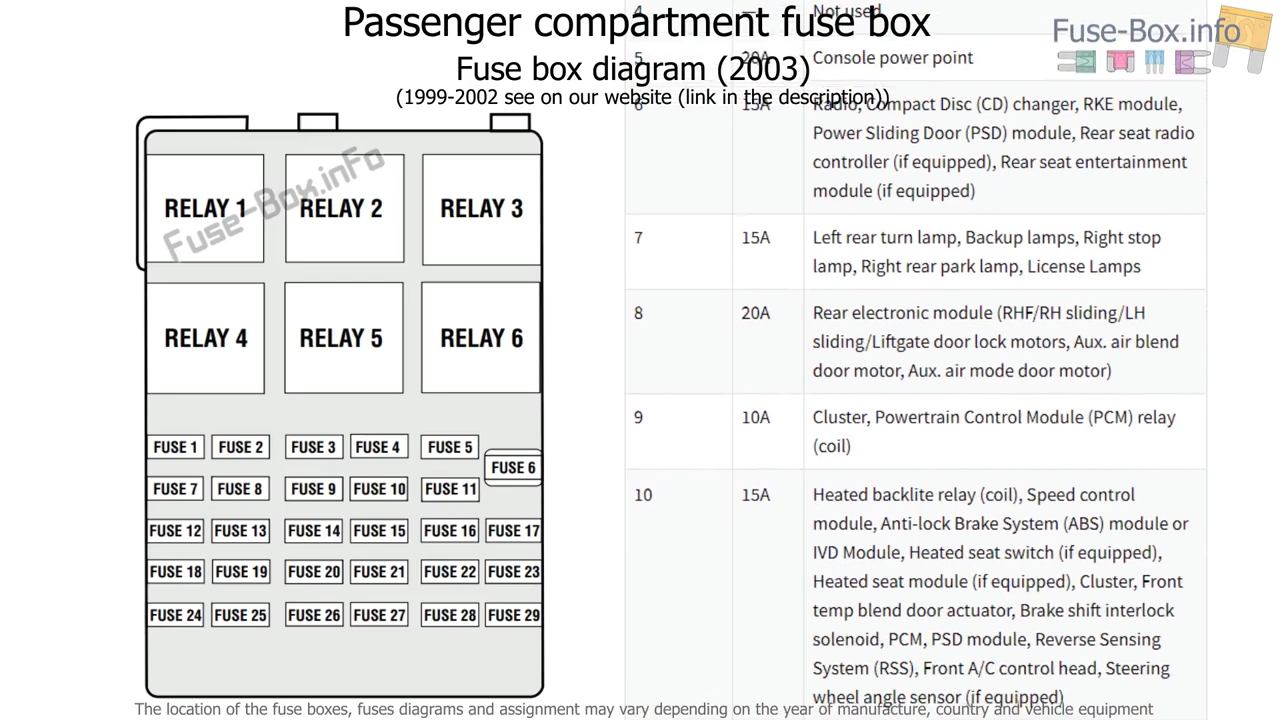 Passenger compartment fuse box
Fuse box diagram (2003)
(1999-2002 see on our website (link in the description))
Fuse-Box.info
Fuse-Box.inFo
RELAY 1
RELAY 2
RELAY 3
RELAY 4
RELAY 5
RELAY 6
FUSE 1 FUSE 2 FUSE 3 FUSE 4 FUSE 5
FUSE 6
FUSE 7 FUSE 8 FUSE 9 FUSE 10 FUSE 11
FUSE 12 FUSE 13 FUSE 14 FUSE 15 FUSE 16 FUSE 17
FUSE 18 FUSE 19 FUSE 20 FUSE 21 FUSE 22 FUSE 23
FUSE 24 FUSE 25 FUSE 26 FUSE 27 FUSE 28 FUSE 29
4 — Not used
5 20A Console power point
6 15A Radio, Compact Disc (CD) changer, RKE module,
Power Sliding Door (PSD) module, Rear seat radio
controller (if equipped), Rear seat entertainment
module (if equipped)
7 15A Left rear turn lamp, Backup lamps, Right stop
lamp, Right rear park lamp, License Lamps
8 20A Rear electronic module (RHF/RH sliding/LH
sliding/Liftgate door lock motors, Aux. air blend
door motor, Aux. air mode door motor)
9 10A Cluster, Powertrain Control Module (PCM) relay
(coil)
10 15A Heated backlite relay (coil), Speed control
module, Anti-lock Brake System (ABS) module or
IVD Module, Heated seat switch (if equipped),
Heated seat module (if equipped), Cluster, Front
temp blend door actuator, Brake shift interlock
solenoid, PCM, PSD module, Reverse Sensing
System (RSS), Front A/C control head, Steering
wheel angle sensor (if equipped)
The location of the fuse boxes, fuses diagrams and assignment may vary depending on the year of manufacture, country and vehicle equipment